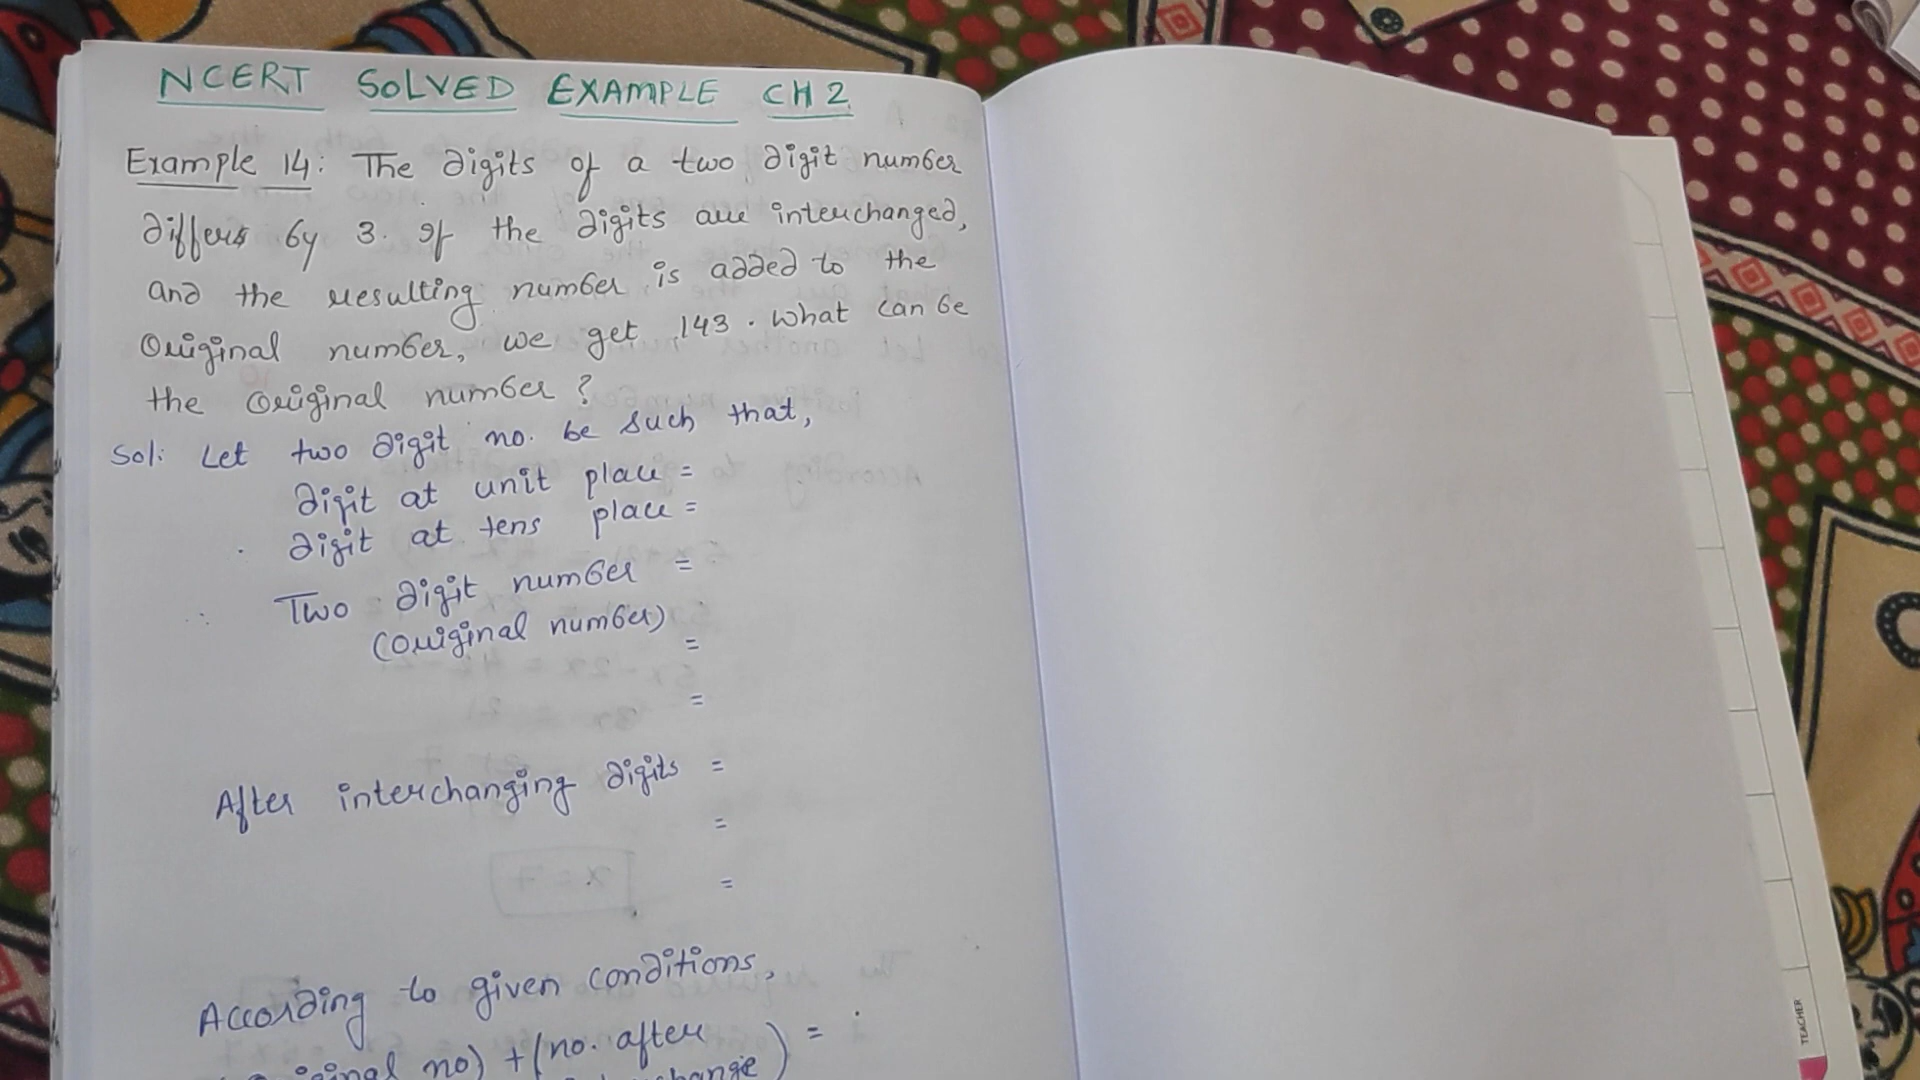 NCERT SOLVED EXAMPLE CH 2
Example 14: The digits of a two digit number
differs by 3. If the digits are interchanged,
and the resulting number is added to the
Original number, we get 143. What can be
the Original number?
Sol: Let two digit no. be such that,
digit at unit place =
digit at tens place =
Two digit number =
(Original number)
=
=
After interchanging digits =
=
=
According to given conditions,
no) + (no. after ) =
TEACHER